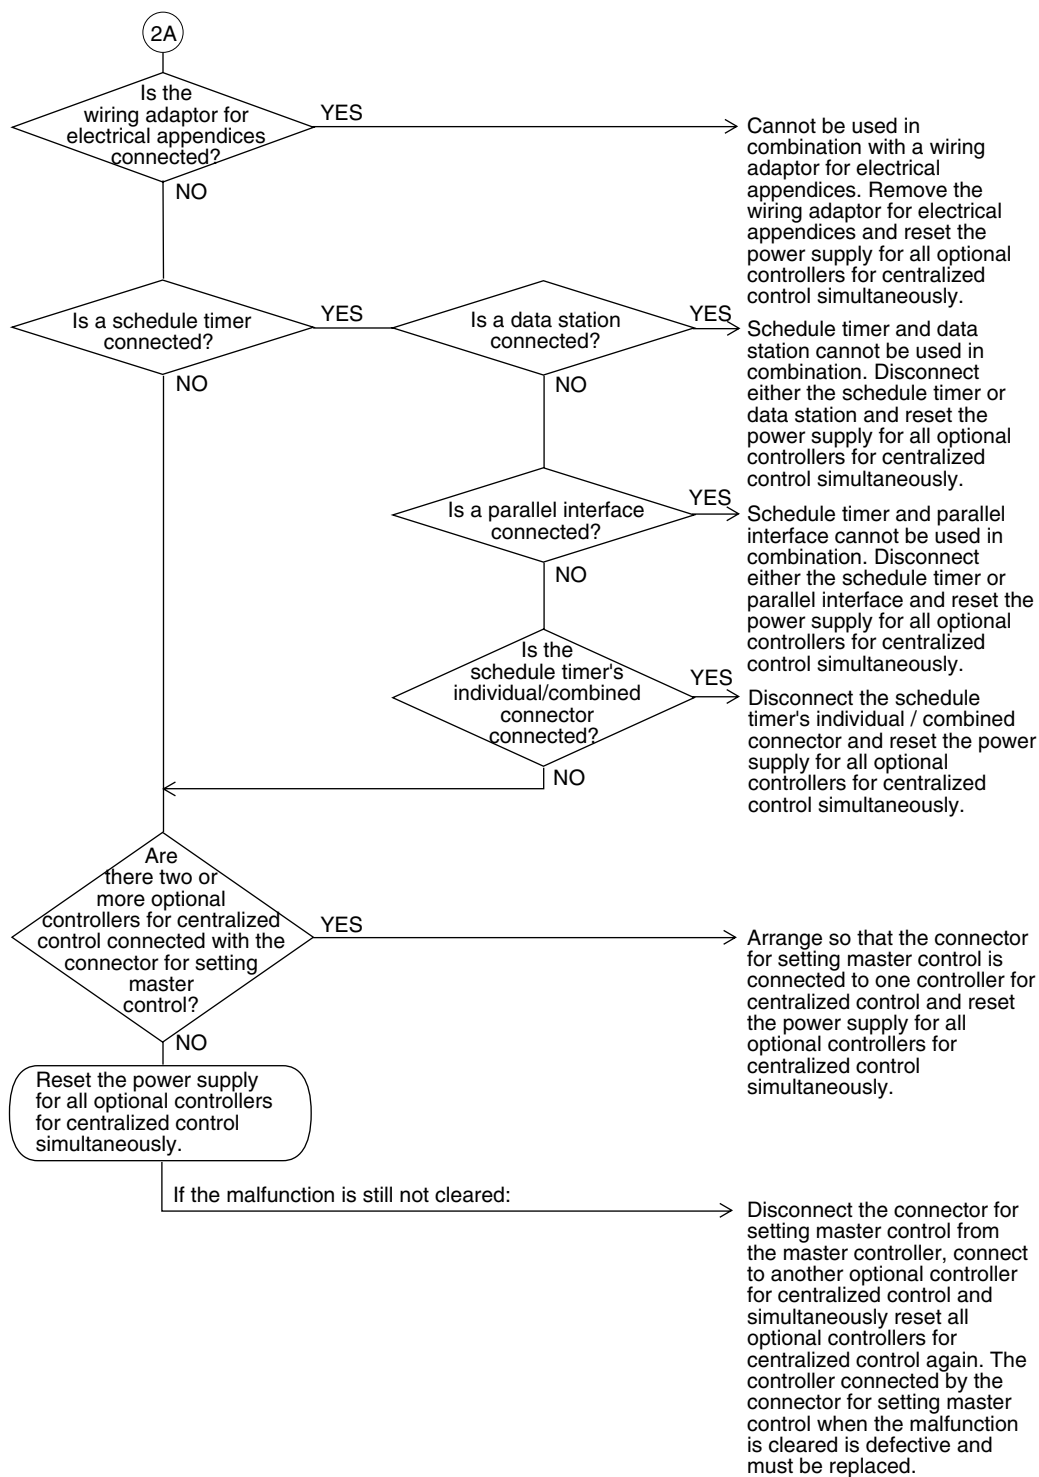 2A
Is the
wiring adaptor for
electrical appendices
connected?
YES
NO
Cannot be used in
combination with a wiring
adaptor for electrical
appendices. Remove the
wiring adaptor for electrical
appendices and reset the
power supply for all optional
controllers for centralized
control simultaneously.
Is a schedule timer
connected?
YES
NO
Is a data station
connected?
YES
NO
Schedule timer and data
station cannot be used in
combination. Disconnect
either the schedule timer or
data station and reset the
power supply for all optional
controllers for centralized
control simultaneously.
Is a parallel interface
connected?
YES
NO
Schedule timer and parallel
interface cannot be used in
combination. Disconnect
either the schedule timer or
parallel interface and reset the
power supply for all optional
controllers for centralized
control simultaneously.
Is the
schedule timer's
individual/combined
connector
connected?
YES
NO
Disconnect the schedule
timer's individual / combined
connector and reset the power
supply for all optional
controllers for centralized
control simultaneously.
Are
there two or
more optional
controllers for centralized
control connected with the
connector for setting
master
control?
YES
NO
Arrange so that the connector
for setting master control is
connected to one controller for
centralized control and reset
the power supply for all
optional controllers for
centralized control
simultaneously.
Reset the power supply
for all optional controllers
for centralized control
simultaneously.
If the malfunction is still not cleared:
Disconnect the connector for
setting master control from
the master controller, connect
to another optional controller
for centralized control and
simultaneously reset all
optional controllers for
centralized control again. The
controller connected by the
connector for setting master
control when the malfunction
is cleared is defective and
must be replaced.